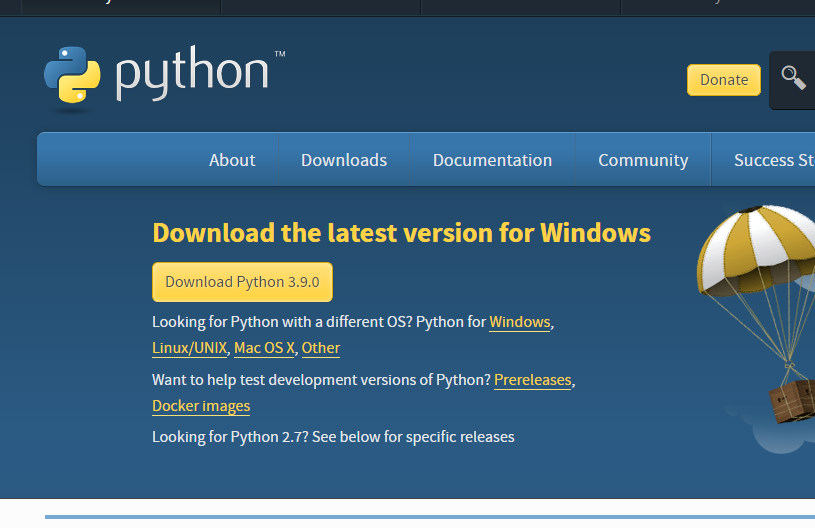 python™
Donate
About Downloads Documentation Community Success St
Download the latest version for Windows
Download Python 3.9.0
Looking for Python with a different OS? Python for Windows,
Linux/UNIX, Mac OS X, Other
Want to help test development versions of Python? Prereleases,
Docker images
Looking for Python 2.7? See below for specific releases